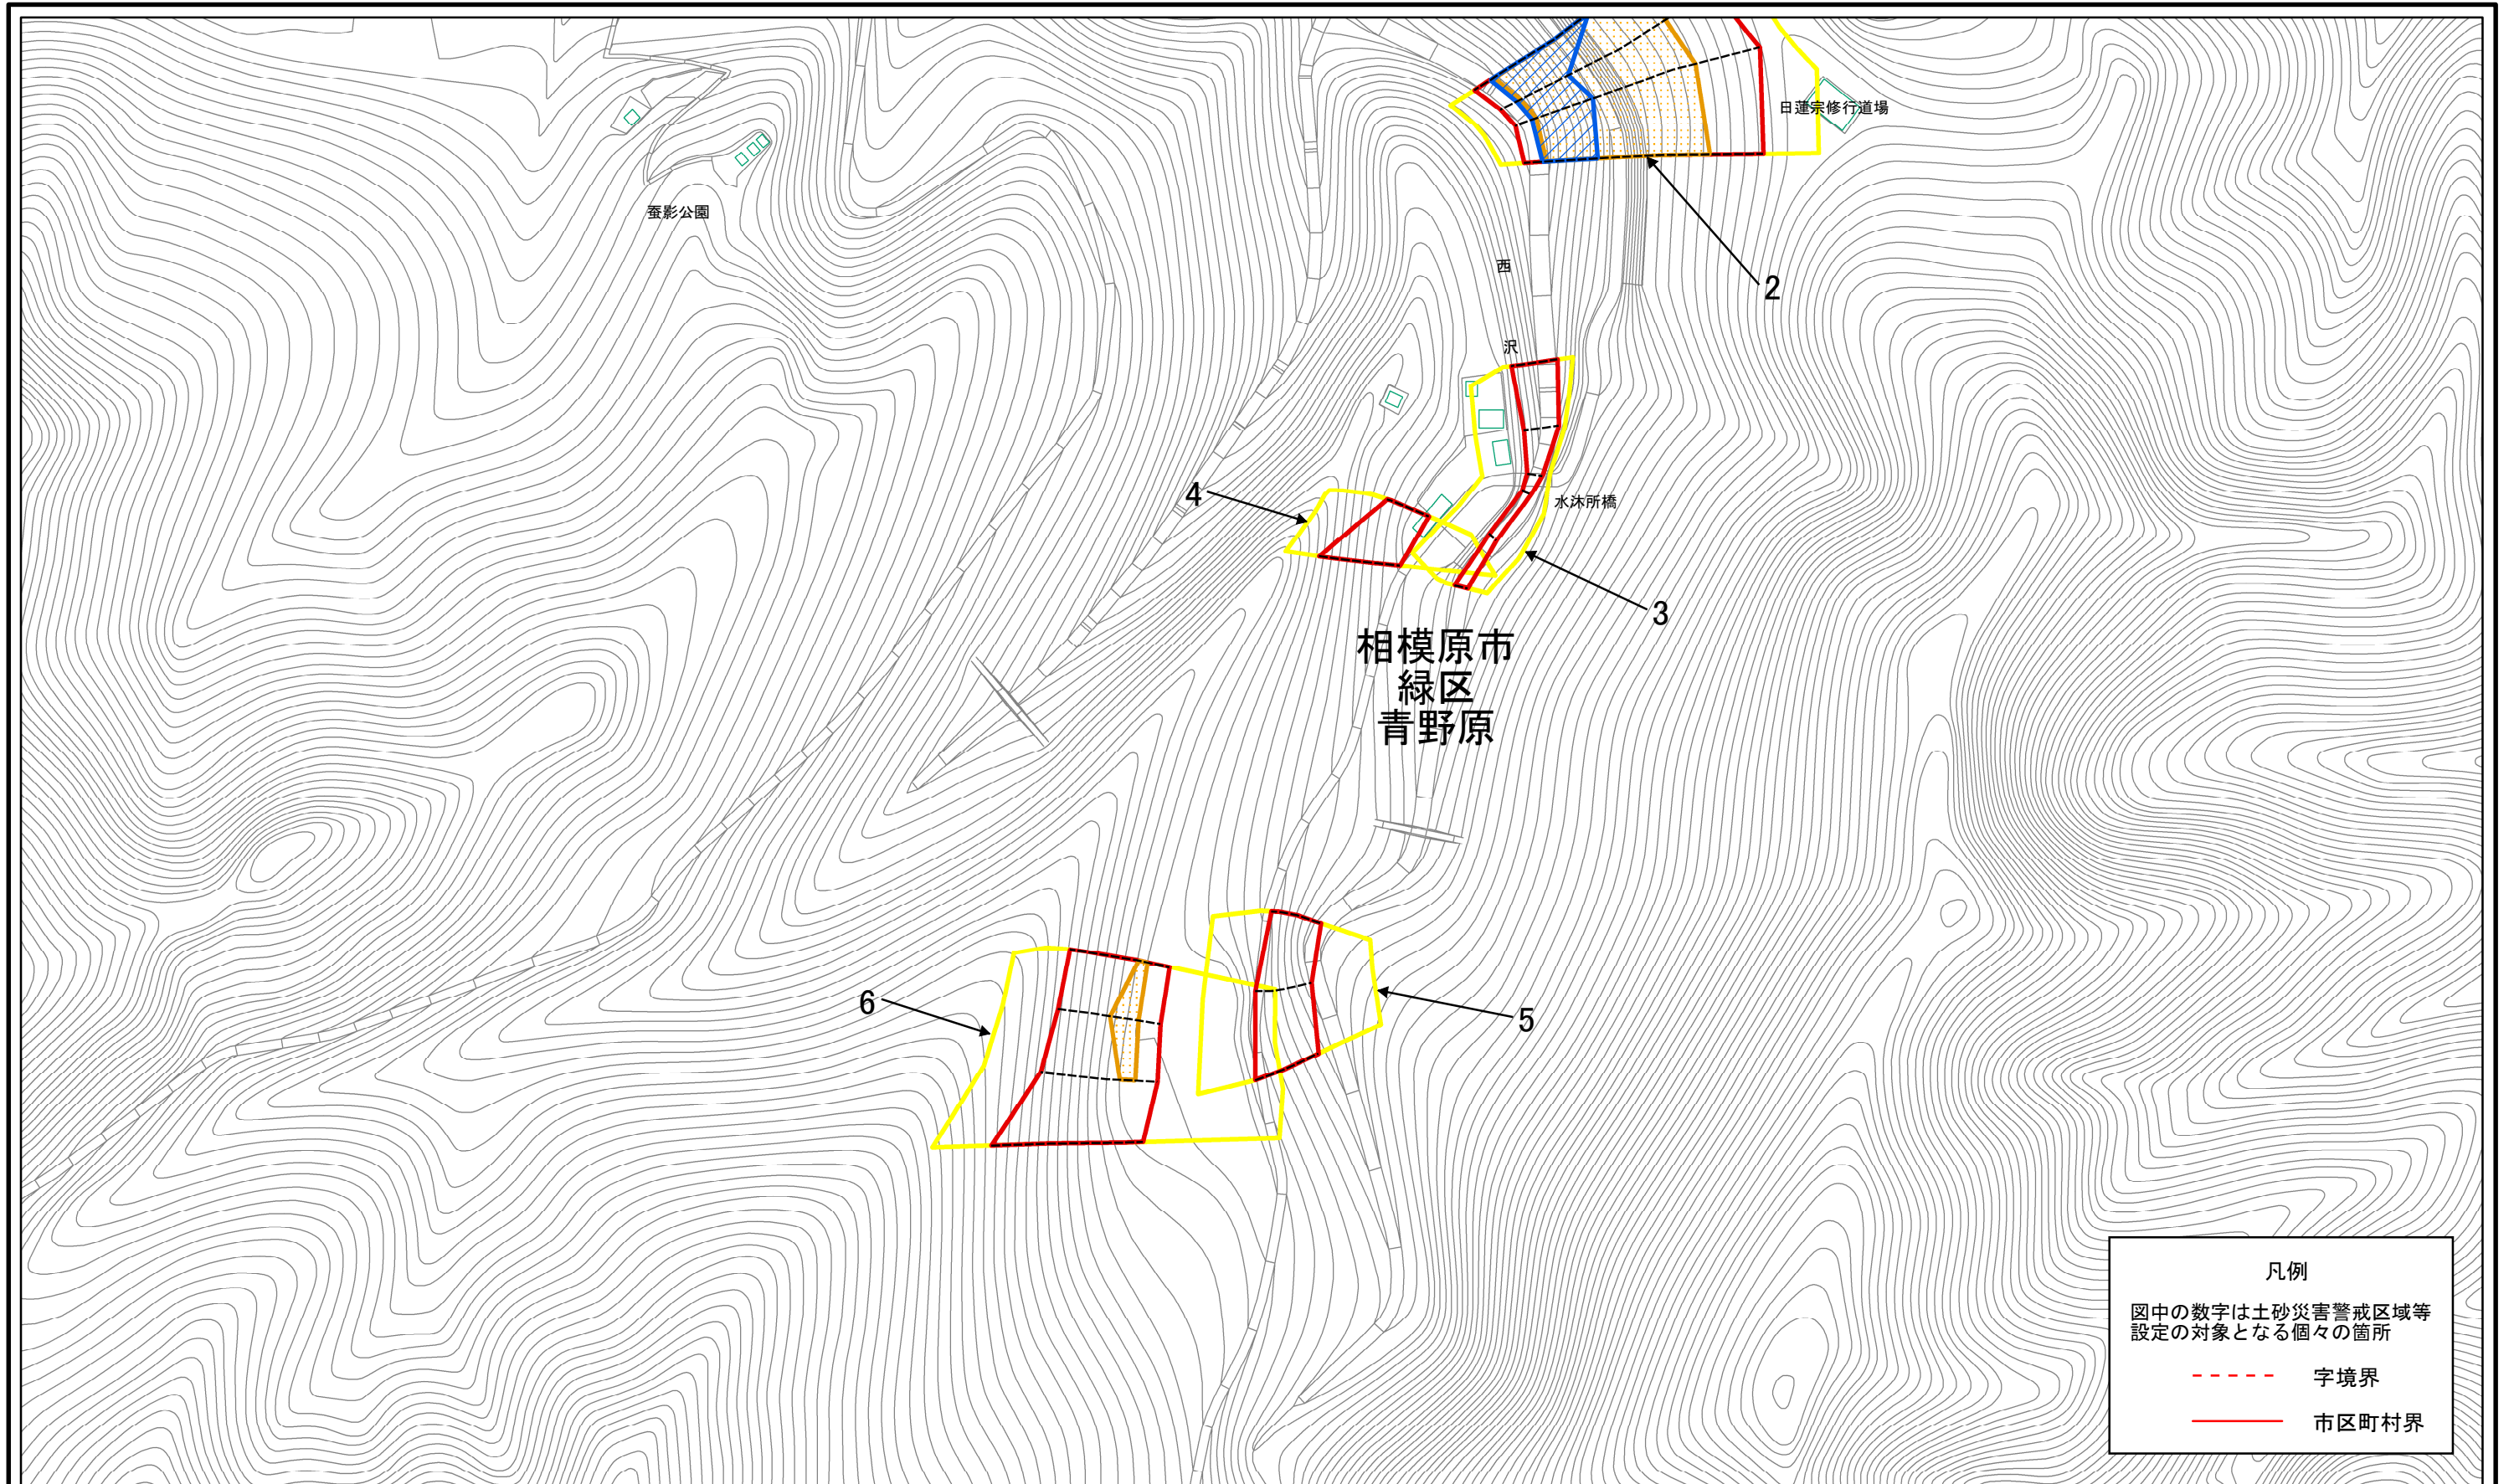 日蓮宗修行道場
蚕影公園
西
沢
2
水沐所橋
4
3
相模原市
緑区
青野原
6
5
凡例
図中の数字は土砂災害警戒区域等
設定の対象となる個々の箇所
字境界
市区町村界